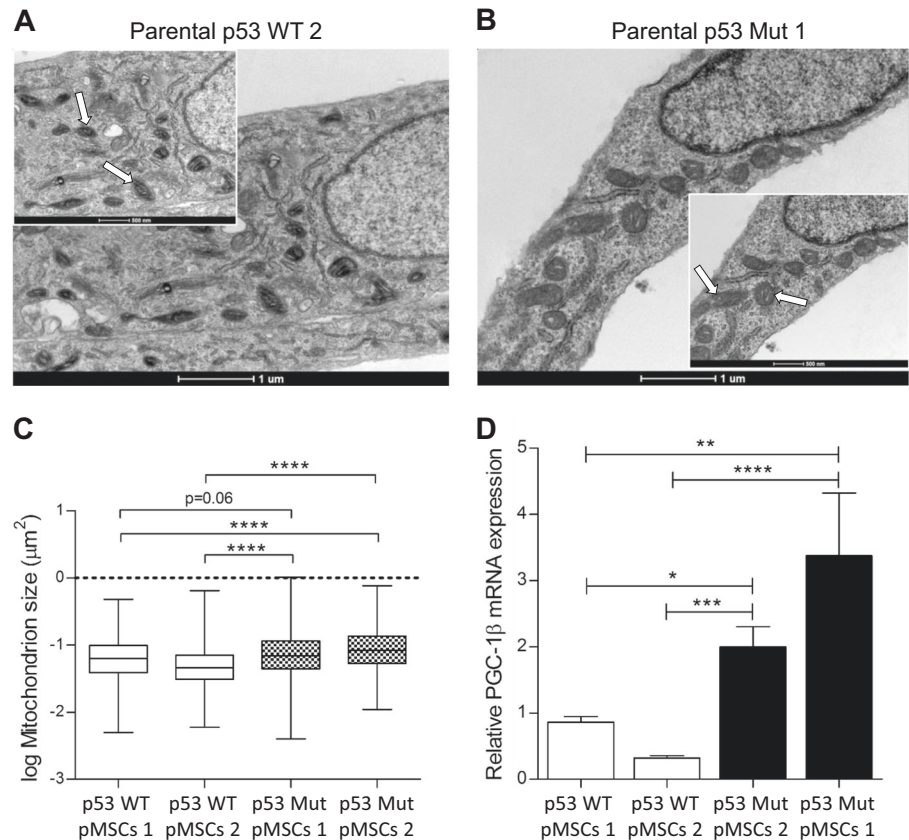 A
Parental p53 WT 2
500 nm
1 um
B
Parental p53 Mut 1
500 nm
1 um
C
****
p=0.06
****
****
log Mitochondrion size (μm²)
1
0
-1
-2
-3
p53 WT pMSCs 1
p53 WT pMSCs 2
p53 Mut pMSCs 1
p53 Mut pMSCs 2
D
**
****
*
***
Relative PGC-1β mRNA expression
5
4
3
2
1
0
p53 WT pMSCs 1
p53 WT pMSCs 2
p53 Mut pMSCs 2
p53 Mut pMSCs 1